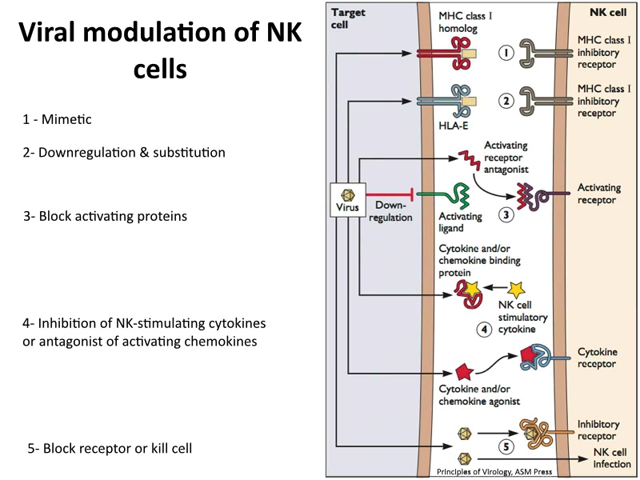 Viral modulation of NK
cells
1 - Mimetic
2- Downregulation & substitution
3- Block activating proteins
4- Inhibition of NK-stimulating cytokines
or antagonist of activating chemokines
5- Block receptor or kill cell
Target
cell
MHC class I
homolog
NK cell
1
MHC class I
inhibitory
receptor
2
MHC class I
inhibitory
receptor
HLA-E
Activating
receptor
antagonist
Virus
Down-
regulation
Activating
ligand
3
Activating
receptor
Cytokine and/or
chemokine binding
protein
NK cell
stimulatory
cytokine
4
Cytokine
receptor
Cytokine and/or
chemokine agonist
5
Inhibitory
receptor
NK cell
infection
Principles of Virology, ASM Press